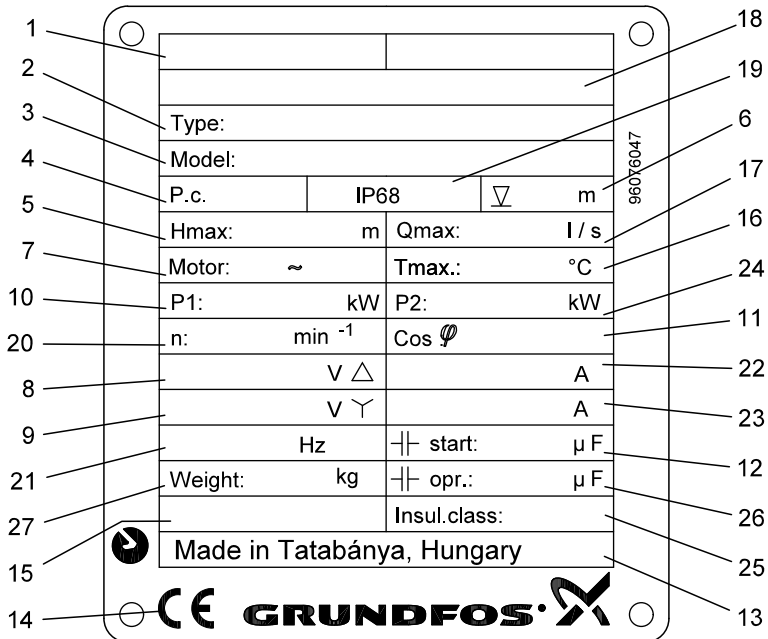 1 18
2 19
3 Type: 6
4 Model: 17
5 P.c. IP68 m 96076047
7 Hmax: m Qmax: l / s 16
10 Motor: ~ Tmax.: °C 24
20 P1: kW P2: kW 11
8 n: min -1 Cos φ 22
9 V △ A 23
21 V Y A 12
27 Hz start: µ F 26
15 Weight: kg opr.: µ F 25
Insul.class:
Made in Tatabánya, Hungary
14 CE GRUNDFOS 13